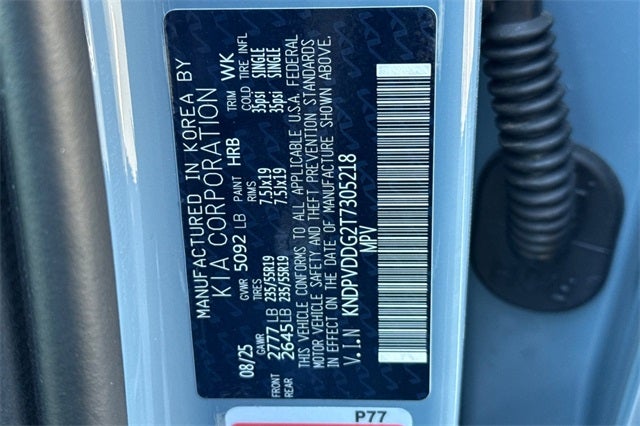 MANUFACTURED IN KOREA BY
KIA CORPORATION
08/25 GVWR 5092 LB PAINT HRB TRIM WK
GAWR TIRES RIMS COLD TIRE INFL
FRONT 2777 LB 235/55R19 7.5Jx19 35psi SINGLE
REAR 2645LB 235/55R19 7.5Jx19 35psi SINGLE
THIS VEHICLE CONFORMS TO ALL APPLICABLE U.S.A. FEDERAL
MOTOR VEHICLE SAFETY AND THEFT PREVENTION STANDARDS
IN EFFECT ON THE DATE OF MANUFACTURE SHOWN ABOVE.
V.I.N KNDPVDDG2T7305218
MPV
P77